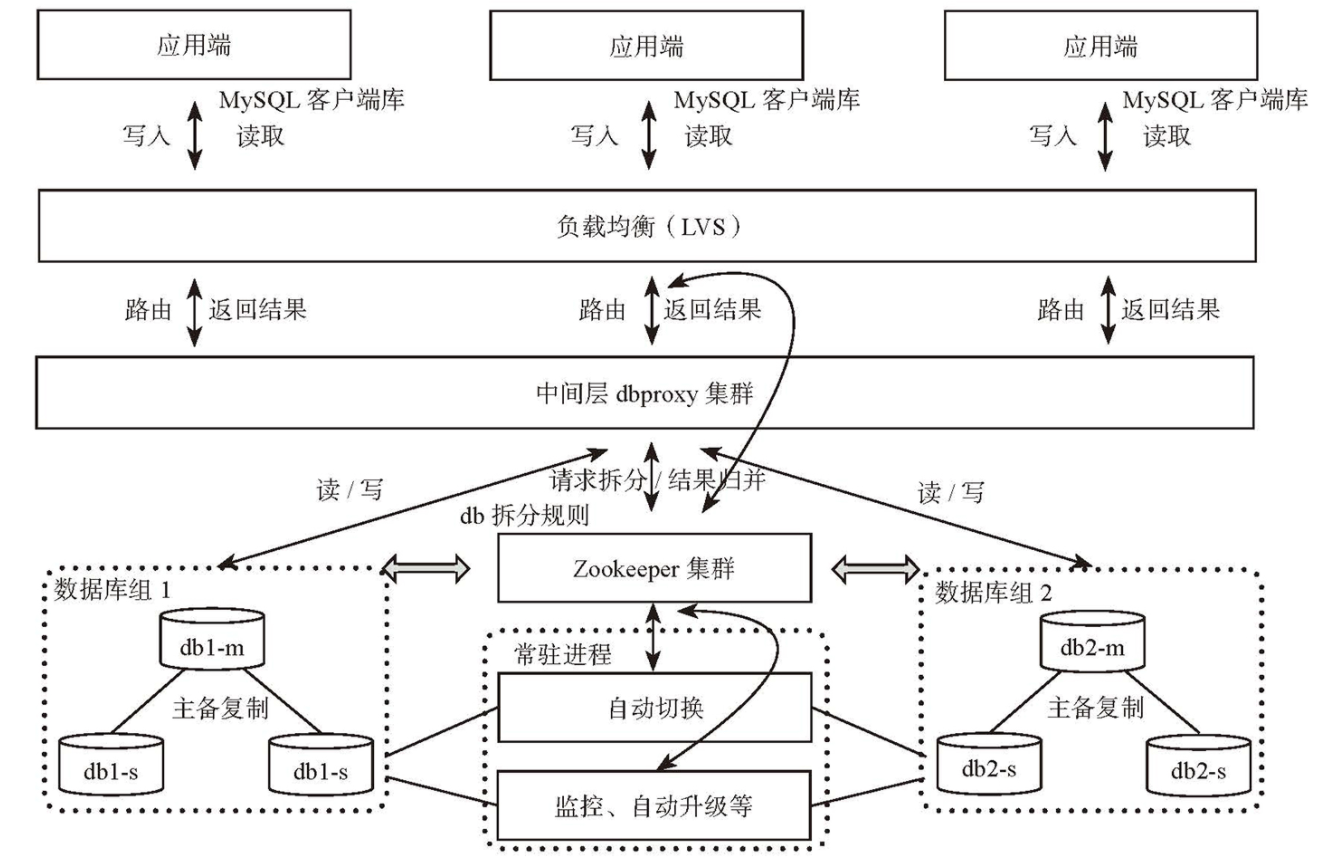 应用端
应用端
应用端
MySQL 客户端库
MySQL 客户端库
MySQL 客户端库
写入
读取
写入
读取
写入
读取
负载均衡（LVS）
路由
返回结果
路由
返回结果
路由
返回结果
中间层 dbproxy 集群
读 / 写
请求拆分 / 结果归并
读 / 写
db 拆分规则
Zookeeper 集群
数据库组 1
db1-m
主备复制
db1-s
db1-s
常驻进程
自动切换
监控、自动升级等
数据库组 2
db2-m
主备复制
db2-s
db2-s